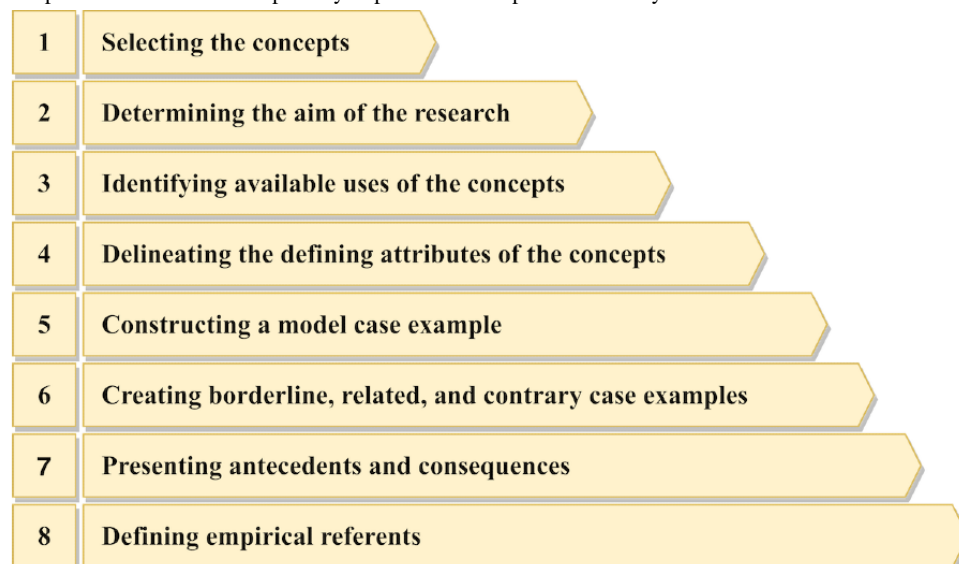 1 Selecting the concepts
2 Determining the aim of the research
3 Identifying available uses of the concepts
4 Delineating the defining attributes of the concepts
5 Constructing a model case example
6 Creating borderline, related, and contrary case examples
7 Presenting antecedents and consequences
8 Defining empirical referents